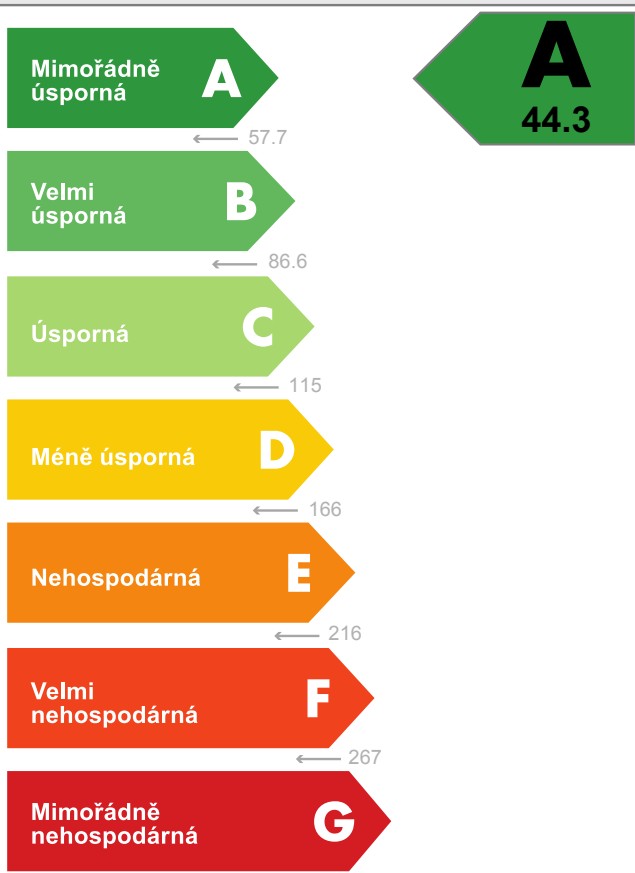 Mimořádně
úsporná
A
A
44.3
57.7
Velmi
úsporná
B
86.6
Úsporná
C
115
Méně úsporná
D
166
Nehospodárná
E
216
Velmi
nehospodárná
F
267
Mimořádně
nehospodárná
G